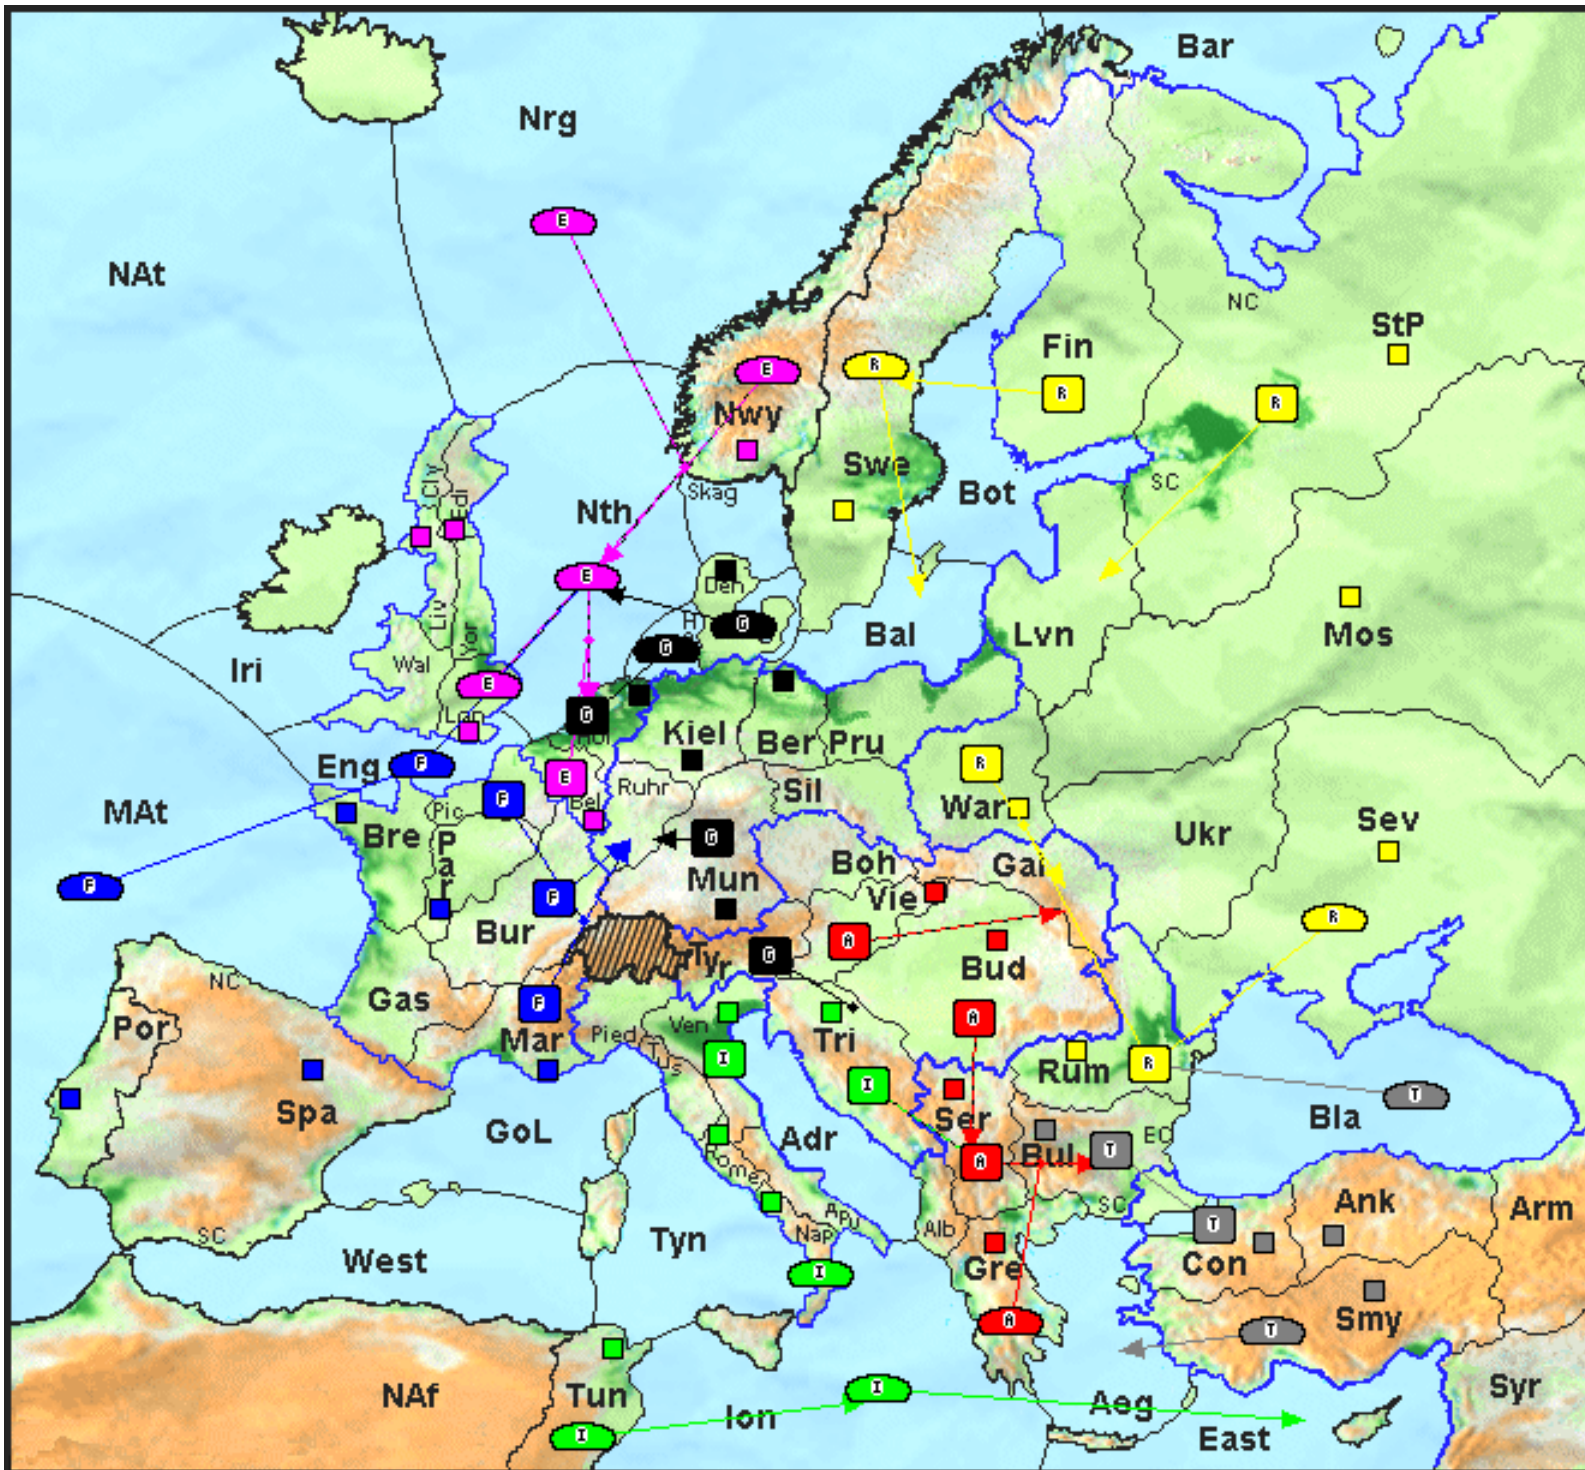 Bar
Nrg
E
NAt
NC
StP
Fin
E
R
R
R
Nwy
Swe
SC
Skag
Bot
Cly
Edl
Nth
E
Den
Liv
Yor
G
G
Bal
Lvn
Mos
Wal
Iri
E
Lon
G
Hol
Kiel
Ber
Pru
Eng
F
E
R
Ruhr
Sil
F
Bel
War
MAt
Pic
Bre
Par
G
Ukr
Sev
Boh
Gal
F
F
Mun
Vie
R
Bur
A
G
Tyr
Bud
NC
Gas
F
A
Por
Mar
Pied
Ven
Tri
Tus
I
Rum
R
Spa
I
T
Ser
Bla
GoL
Adr
Bul
EC
Rome
A
T
SC
Ank
Arm
SC
Tyn
Apu
Nap
Alb
T
West
I
Gre
Con
A
T
Smy
NAf
Tun
I
Ion
Aeg
Syr
I
East